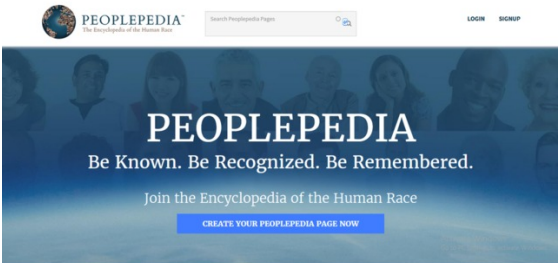 PEOPLEPEDIA™
The Encyclopedia of the Human Race
Search Peoplepedia Pages
LOGIN SIGNUP
PEOPLEPEDIA
Be Known. Be Recognized. Be Remembered.
Join the Encyclopedia of the Human Race
CREATE YOUR PEOPLEPEDIA PAGE NOW